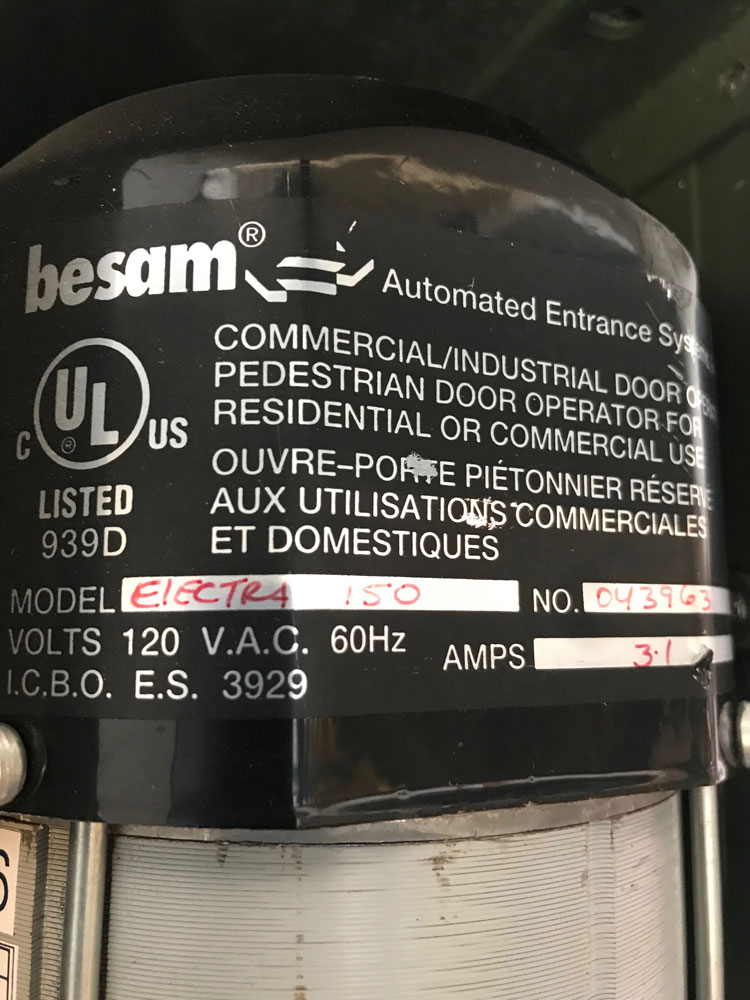 besam®
Automated Entrance
C UL® US
LISTED
939D
COMMERCIAL/INDUSTRIAL DOOR
PEDESTRIAN DOOR OPERATOR FOR
RESIDENTIAL OR COMMERCIAL USE
OUVRE-PORTE PIÉTONNIER RÉSERVE
AUX UTILISATIONS COMMERCIALES
ET DOMESTIQUES
MODEL ElECTRA 150 NO. 043963
VOLTS 120 V.A.C. 60Hz AMPS 3.1
I.C.B.O. E.S. 3929